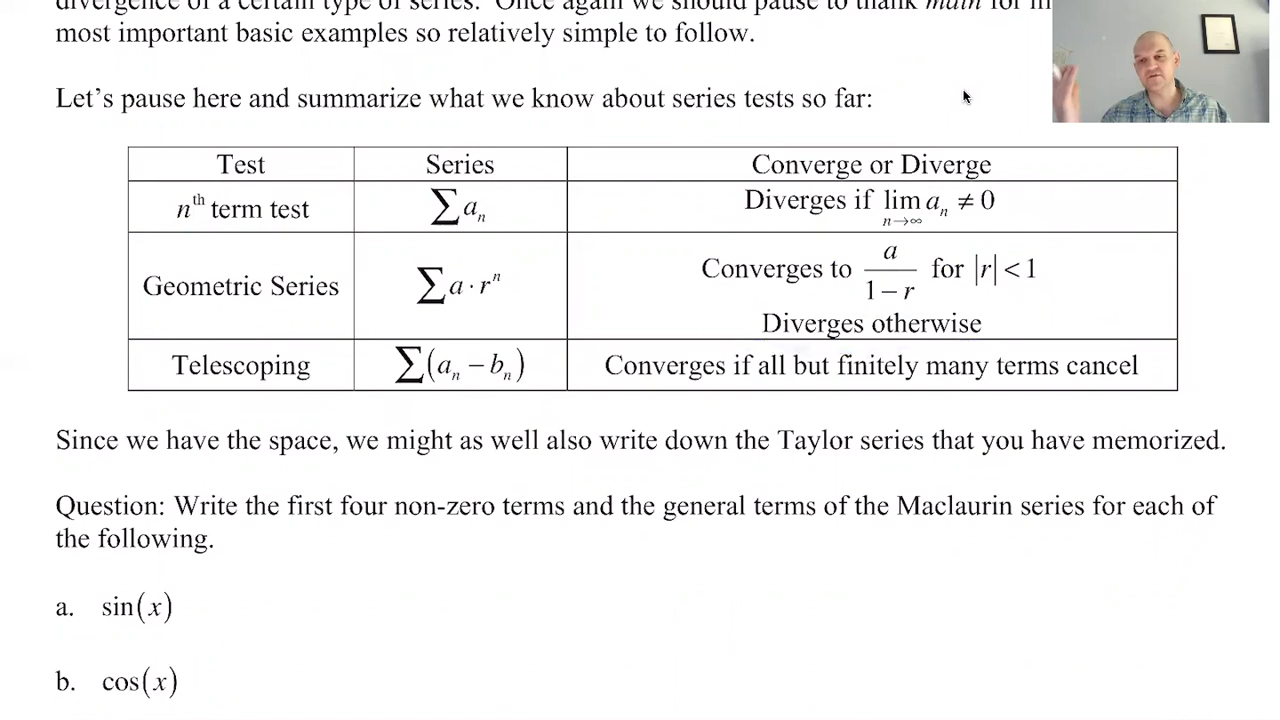 divergence of a certain type of series. Once again we should pause to thank math for
most important basic examples so relatively simple to follow.
Let’s pause here and summarize what we know about series tests so far:
Test Series Converge or Diverge
nᵗʰ term test ∑aₙ Diverges if lim aₙ ≠ 0
n→∞
Geometric Series ∑a · rⁿ Converges to a/(1 − r) for |r| < 1
Diverges otherwise
Telescoping ∑(aₙ − bₙ) Converges if all but finitely many terms cancel
Since we have the space, we might as well also write down the Taylor series that you have memorized.
Question: Write the first four non-zero terms and the general terms of the Maclaurin series for each of
the following.
a. sin(x)
b. cos(x)